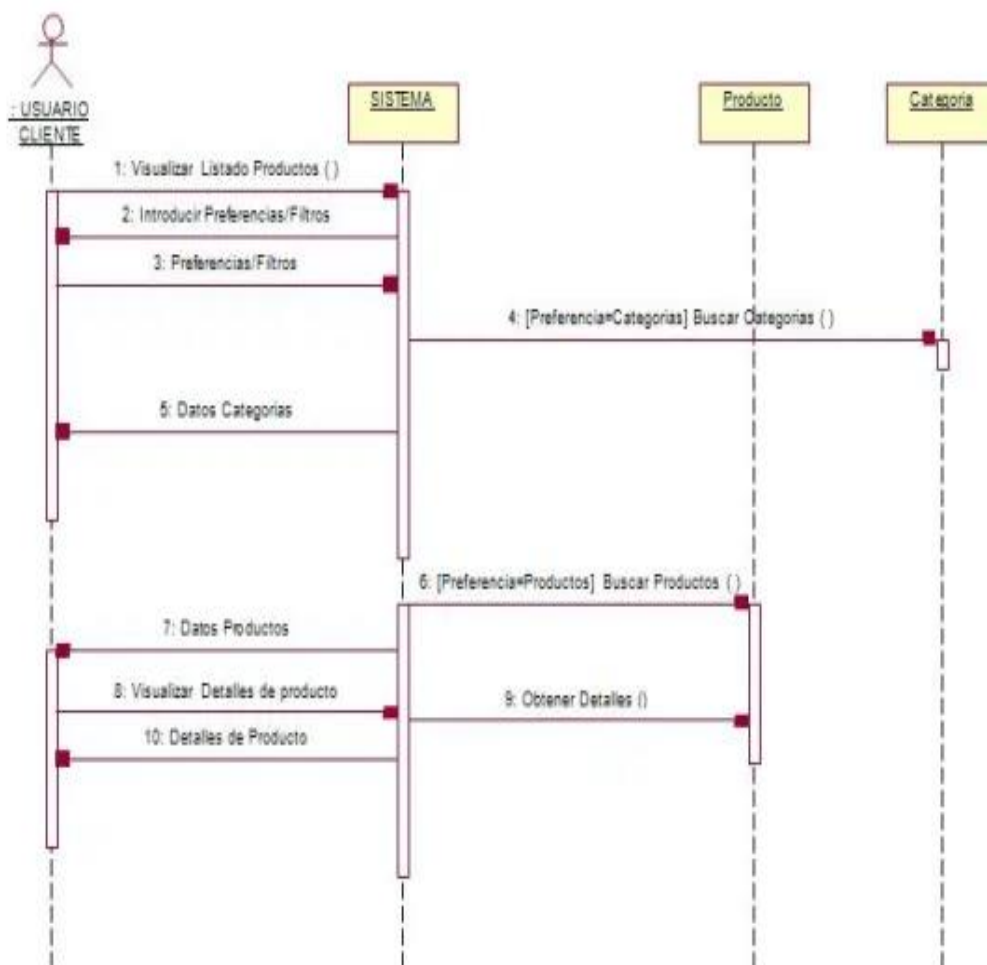 : USUARIO
CLIENTE
SISTEMA
Producto
Categoria
1: Visualizar Listado Productos ( )
2: Introducir Preferencias/Filtros
3: Preferencias/Filtros
4: [Preferencia=Categorias] Buscar Categorias ( )
5: Datos Categorias
6: [Preferencia=Productos] Buscar Productos ( )
7: Datos Productos
8: Visualizar Detalles de producto
9: Obtener Detalles ()
10: Detalles de Producto